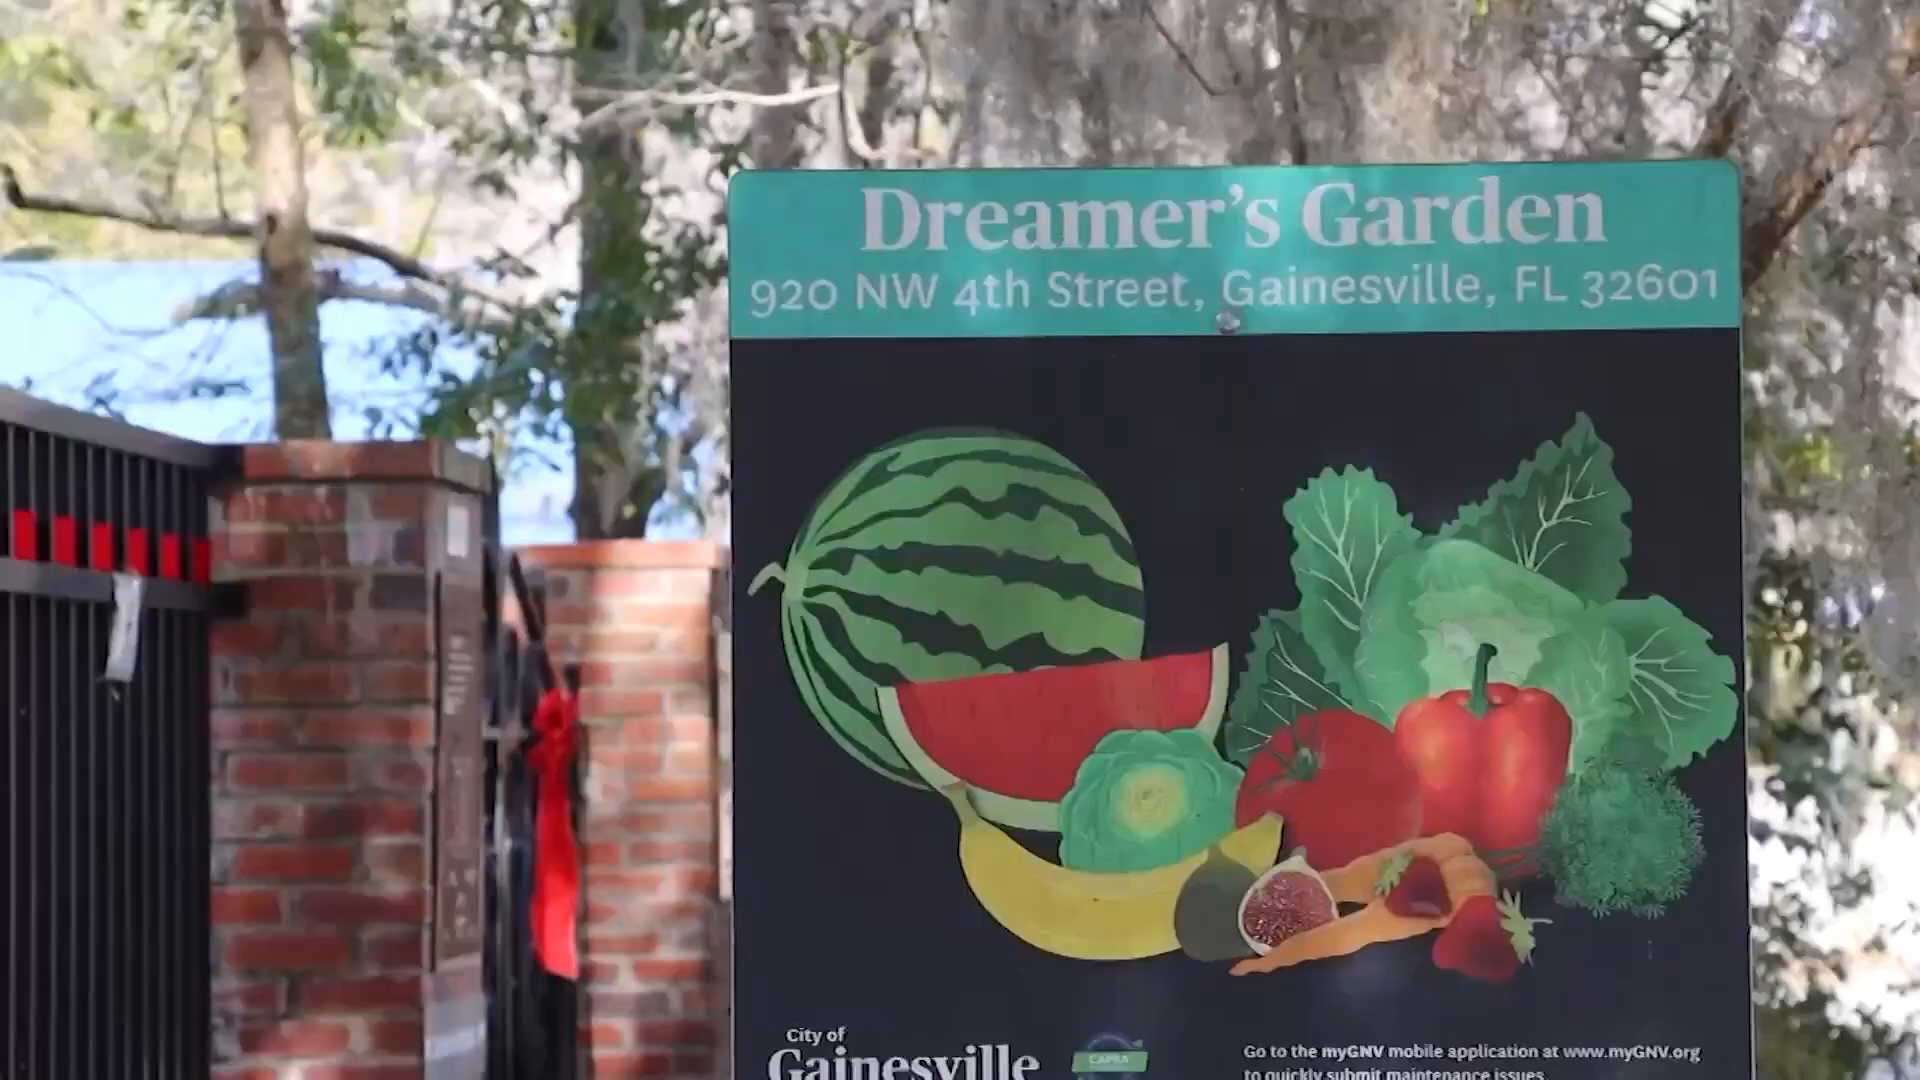 Dreamer's Garden
920 NW 4th Street, Gainesville, FL 32601
City of
Gainesville
CAPRA
Go to the myGNV mobile application at www.myGNV.org
to quickly submit maintenance issues